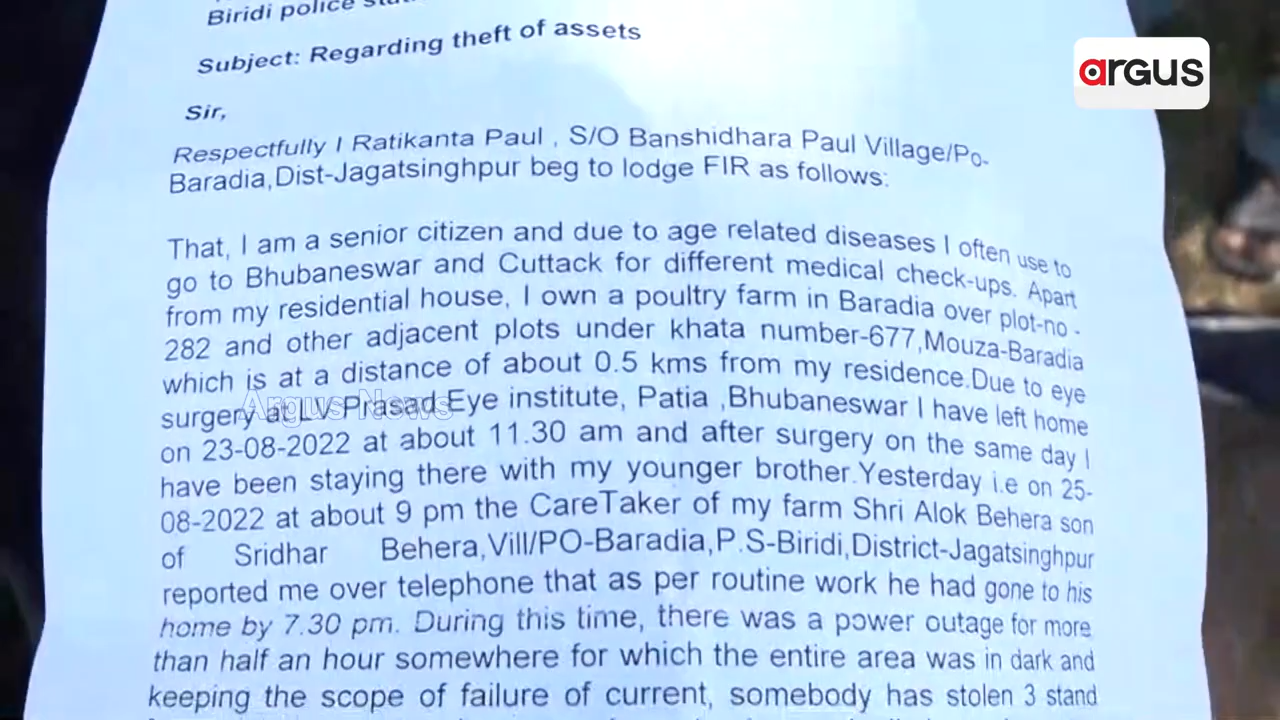 Biridi police
Subject: Regarding theft of assets
argus
Sir,
Respectfully I Ratikanta Paul , S/O Banshidhara Paul Village/Po-
Baradia,Dist-Jagatsinghpur beg to lodge FIR as follows:
That, I am a senior citizen and due to age related diseases I often use to
go to Bhubaneswar and Cuttack for different medical check-ups. Apart
from my residential house, I own a poultry farm in Baradia over plot-no -
282 and other adjacent plots under khata number-677,Mouza-Baradia
which is at a distance of about 0.5 kms from my residence.Due to eye
surgery at LV Prasad Eye institute, Patia ,Bhubaneswar I have left home
Argus News
on 23-08-2022 at about 11.30 am and after surgery on the same day I
have been staying there with my younger brother.Yesterday i.e on 25-
08-2022 at about 9 pm the CareTaker of my farm Shri Alok Behera son
of Sridhar Behera,Vill/PO-Baradia,P.S-Biridi,District-Jagatsinghpur
reported me over telephone that as per routine work he had gone to his
home by 7.30 pm. During this time, there was a power outage for more
than half an hour somewhere for which the entire area was in dark and
keeping the scope of failure of current, somebody has stolen 3 stand